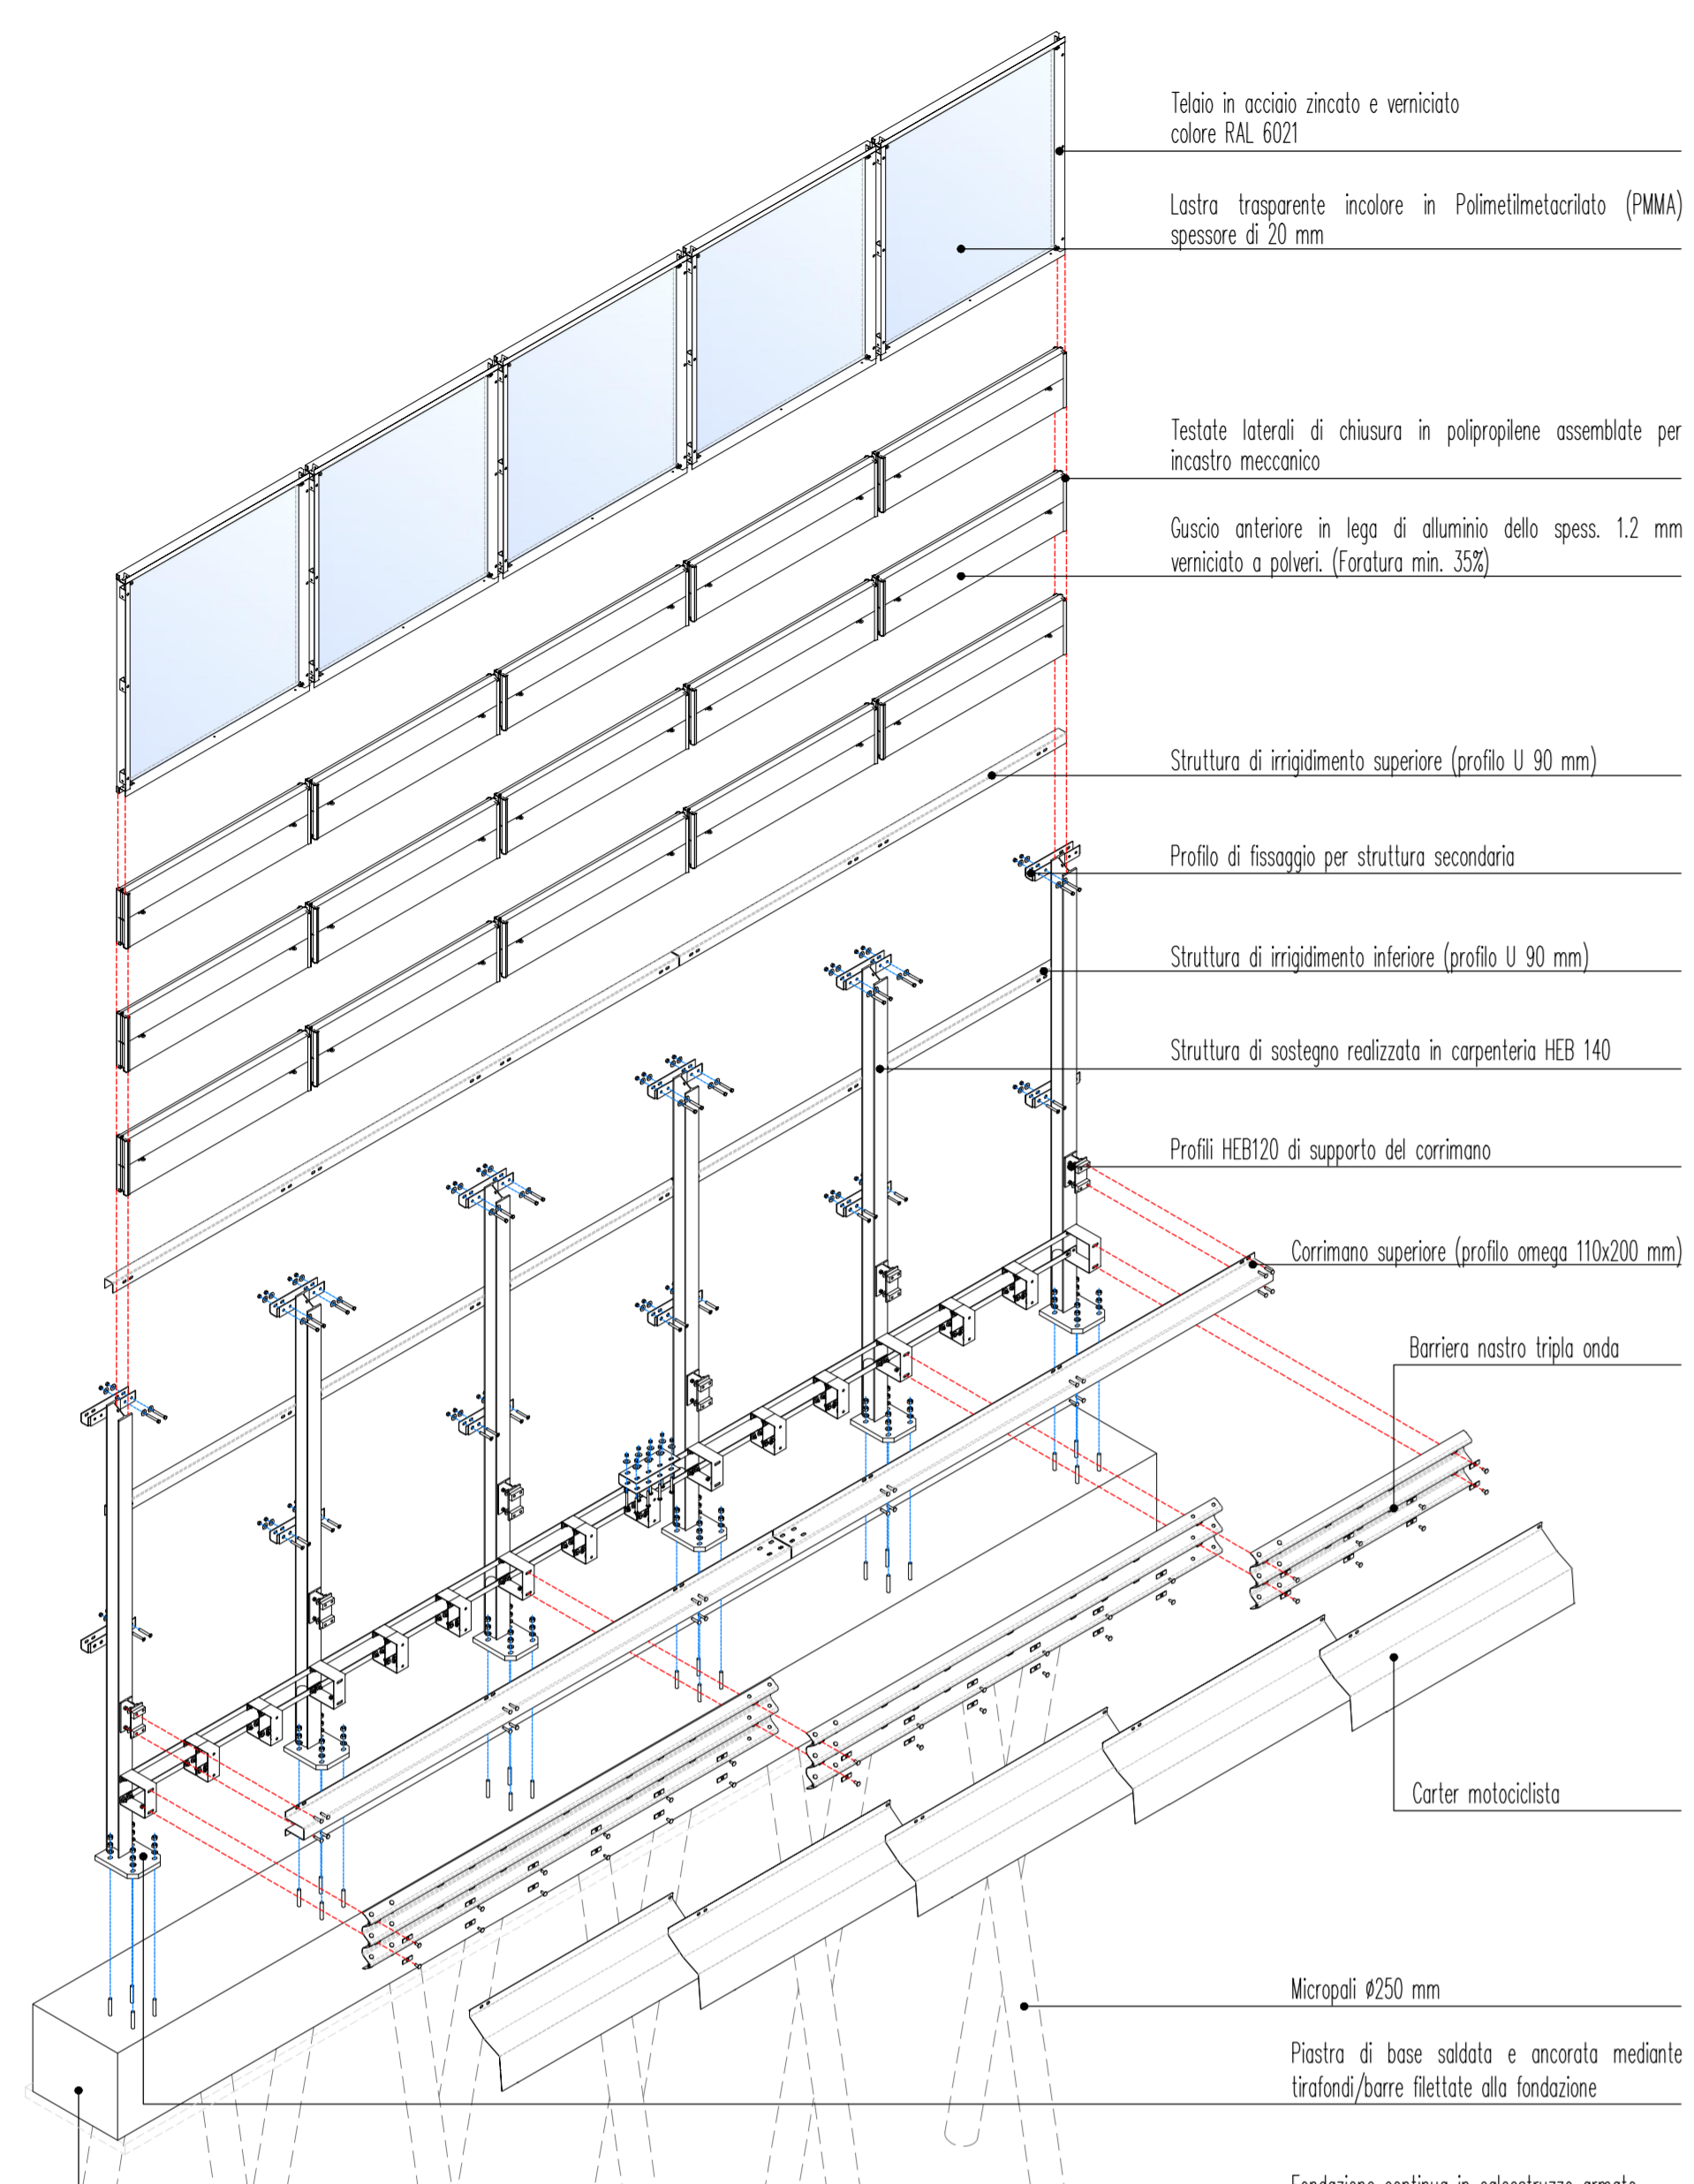 Telaio in acciaio zincato e verniciato
colore RAL 6021
Lastra trasparente incolore in Polimetilmetacrilato (PMMA)
spessore di 20 mm
Testate laterali di chiusura in polipropilene assemblate per
incastro meccanico
Guscio anteriore in lega di alluminio dello spess. 1.2 mm
verniciato a polveri. (Foratura min. 35%)
Struttura di irrigidimento superiore (profilo U 90 mm)
Profilo di fissaggio per struttura secondaria
Struttura di irrigidimento inferiore (profilo U 90 mm)
Struttura di sostegno realizzata in carpenteria HEB 140
Profili HEB120 di supporto del corrimano
Corrimano superiore (profilo omega 110x200 mm)
Barriera nastro tripla onda
Carter motociclista
Micropali Ø250 mm
Piastra di base saldata e ancorata mediante
tirafondi/barre filettate alla fondazione
Fondazione continua in calcestruzzo armato